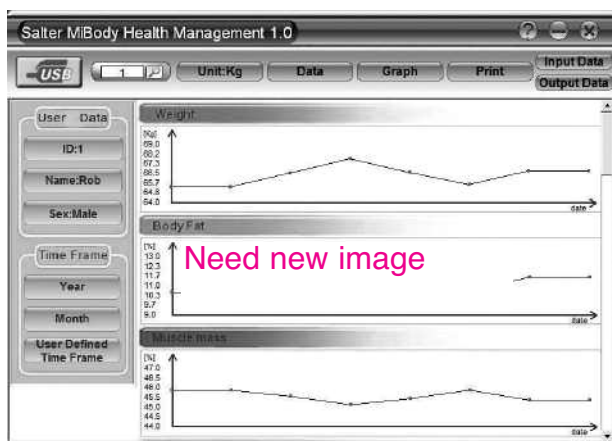 Salter MiBody Health Management 1.0
USB
1
Unit:Kg
Data
Graph
Print
Input Data
Output Data
User Data
ID:1
Name:Rob
Sex:Male
Time Frame
Year
Month
User Defined
Time Frame
Weight
[Kg]
69.0
68.2
67.3
66.5
65.7
64.8
64.0
date
Body Fat
[%]
13.0
12.3
11.7
11.0
10.3
9.7
9.0
date
Need new image
Muscle mass
[%]
47.0
46.5
46.0
45.5
45.0
44.5
44.0
date